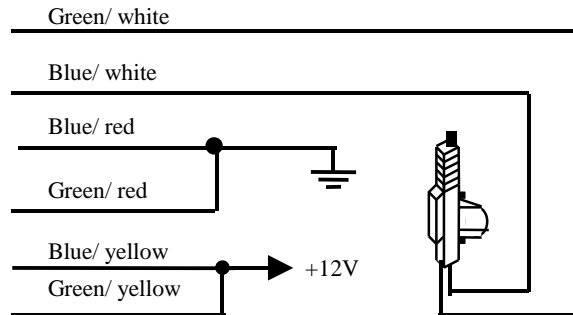 Green/ white
Blue/ white
Blue/ red
Green/ red
Blue/ yellow
+12V
Green/ yellow